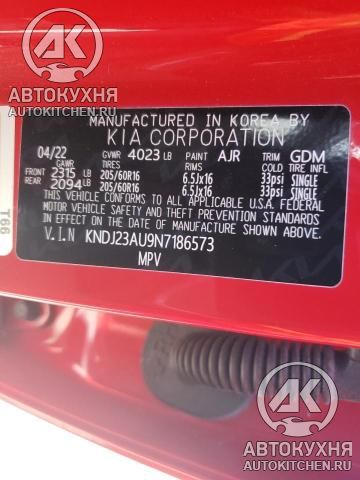 АК
АВТОКУХНЯ
AUTOKITCHEN.RU
MANUFACTURED IN KOREA BY
KIA CORPORATION
04/22 GVWR 4023 LB PAINT AJR TRIM GDM
GAWR TIRES RIMS COLD TIRE INFL
FRONT 2315 LB 205/60R16 6.5Jx16 33psi SINGLE
REAR 2094 LB 205/60R16 6.5Jx16 33psi SINGLE
THIS VEHICLE CONFORMS TO ALL APPLICABLE U.S.A. FEDERAL
MOTOR VEHICLE SAFETY, BUMPER, AND THEFT PREVENTION
STANDARDS IN EFFECT ON THE DATE OF MANUFACTURE
SHOWN ABOVE.
V.I.N KNDJ23AU9N7186573
MPV
T66
АК
АВТОКУХНЯ
AUTOKITCHEN.RU